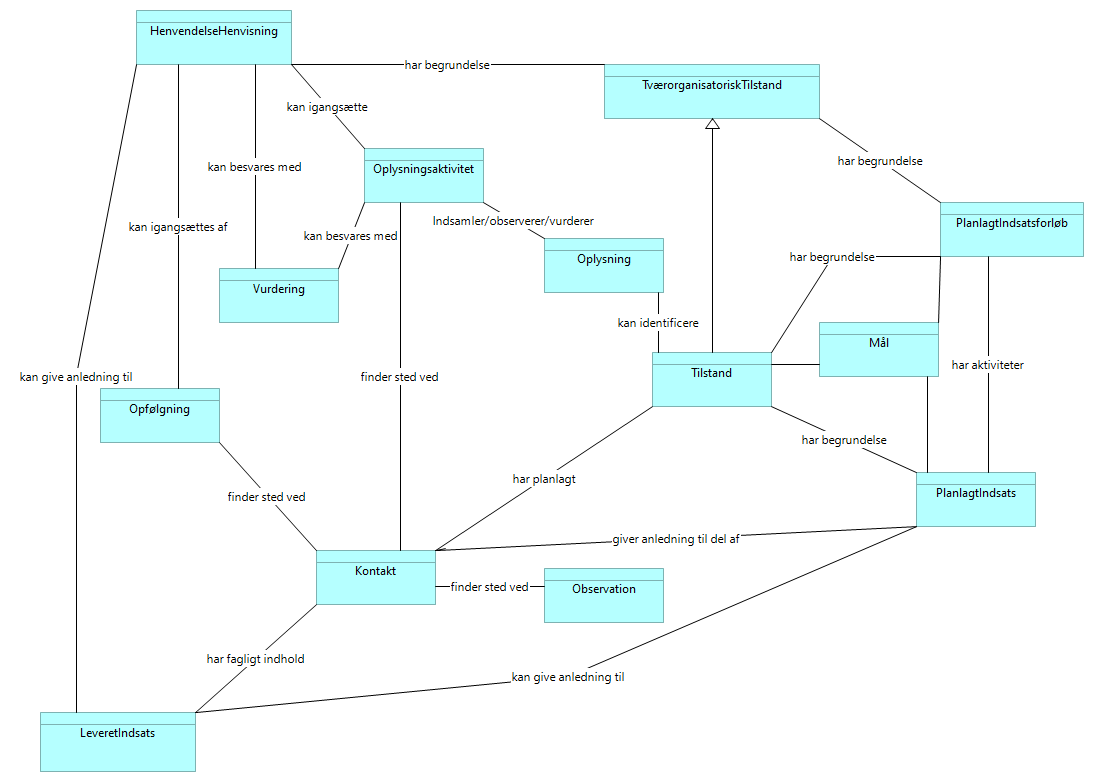 HenvendelseHenvisning
har begrundelse
TværorganisatoriskTilstand
kan igangsætte
har begrundelse
kan besvares med
Oplysningsaktivitet
Indsamler/observerer/vurderer
PlanlagtIndsatsforløb
kan igangsættes af
kan besvares med
har begrundelse
Oplysning
Vurdering
kan identificere
Mål
har aktiviteter
kan give anledning til
finder sted ved
Tilstand
Opfølgning
har begrundelse
har planlagt
finder sted ved
PlanlagtIndsats
giver anledning til del af
Kontakt
finder sted ved
Observation
har fagligt indhold
kan give anledning til
LeveretIndsats